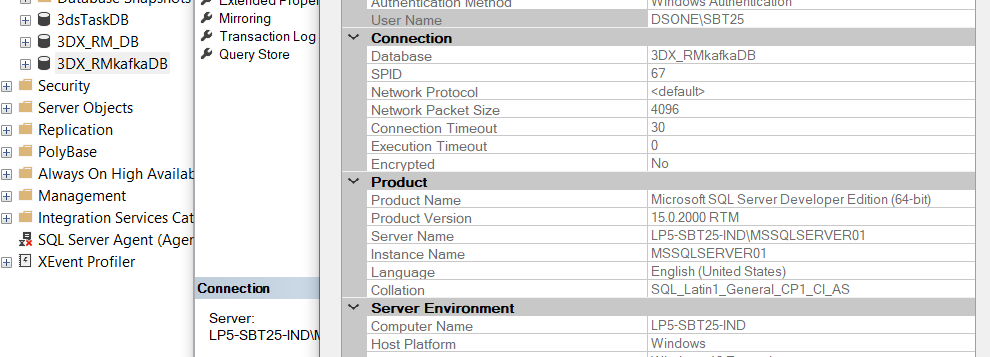 Database Snapshots
3dsTaskDB
3DX_RM_DB
3DX_RMkafkaDB
Security
Server Objects
Replication
PolyBase
Always On High Availab
Management
Integration Services Cat
SQL Server Agent (Agen
XEvent Profiler
Extended Proper
Mirroring
Transaction Log
Query Store
Connection
Server:
LP5-SBT25-IND\M
Authentication Method Windows Authentication
User Name DSONE\SBT25
Connection
Database 3DX_RMkafkaDB
SPID 67
Network Protocol <default>
Network Packet Size 4096
Connection Timeout 30
Execution Timeout 0
Encrypted No
Product
Product Name Microsoft SQL Server Developer Edition (64-bit)
Product Version 15.0.2000 RTM
Server Name LP5-SBT25-IND\MSSQLSERVER01
Instance Name MSSQLSERVER01
Language English (United States)
Collation SQL_Latin1_General_CP1_CI_AS
Server Environment
Computer Name LP5-SBT25-IND
Host Platform Windows